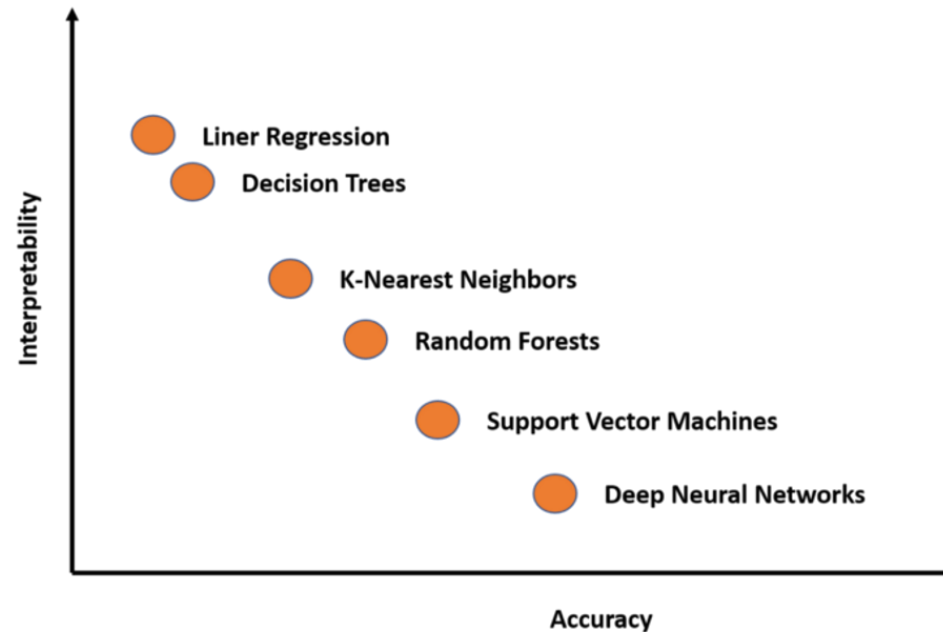 Liner Regression
Decision Trees
K-Nearest Neighbors
Random Forests
Support Vector Machines
Deep Neural Networks
Interpretability
Accuracy